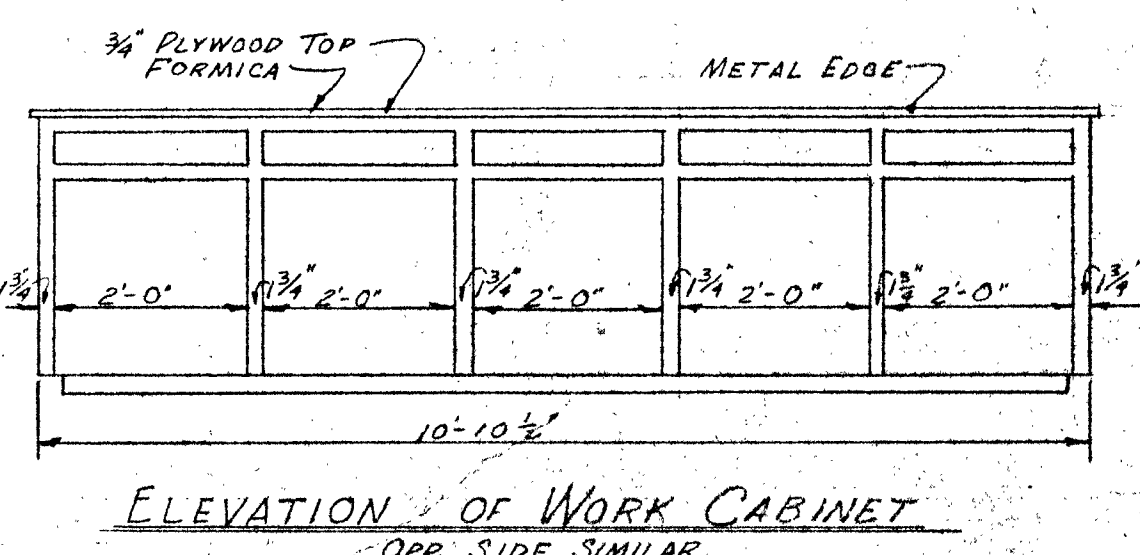 3/4" PLYWOOD TOP
FORMICA
METAL EDGE
1 3/4" 2'-0" 1 3/4" 2'-0" 1 3/4" 2'-0" 1 3/4" 2'-0" 1 3/4" 2'-0" 1 3/4"
10'-10 1/2"
ELEVATION OF WORK CABINET
OPP. SIDE SIMILAR